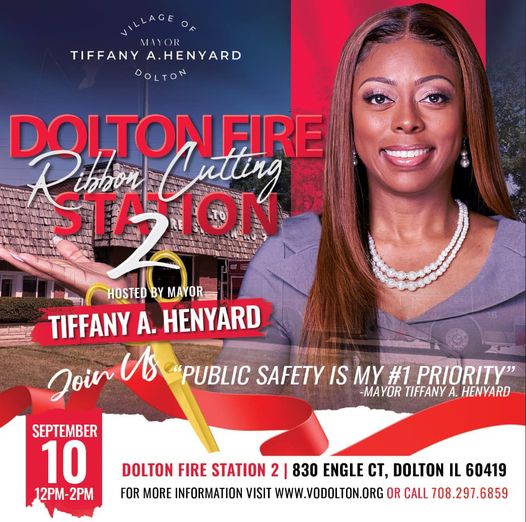 VILLAGE OF
MAYOR
TIFFANY A.HENYARD
DOLTON
DOLTON FIRE
Ribbon Cutting
STATION
2
HOSTED BY MAYOR
TIFFANY A. HENYARD
Join Us
"PUBLIC SAFETY IS MY #1 PRIORITY"
-MAYOR TIFFANY A. HENYARD
SEPTEMBER
10
12PM-2PM
DOLTON FIRE STATION 2 | 830 ENGLE CT, DOLTON IL 60419
FOR MORE INFORMATION VISIT WWW.VODOLTON.ORG OR CALL 708.297.6859